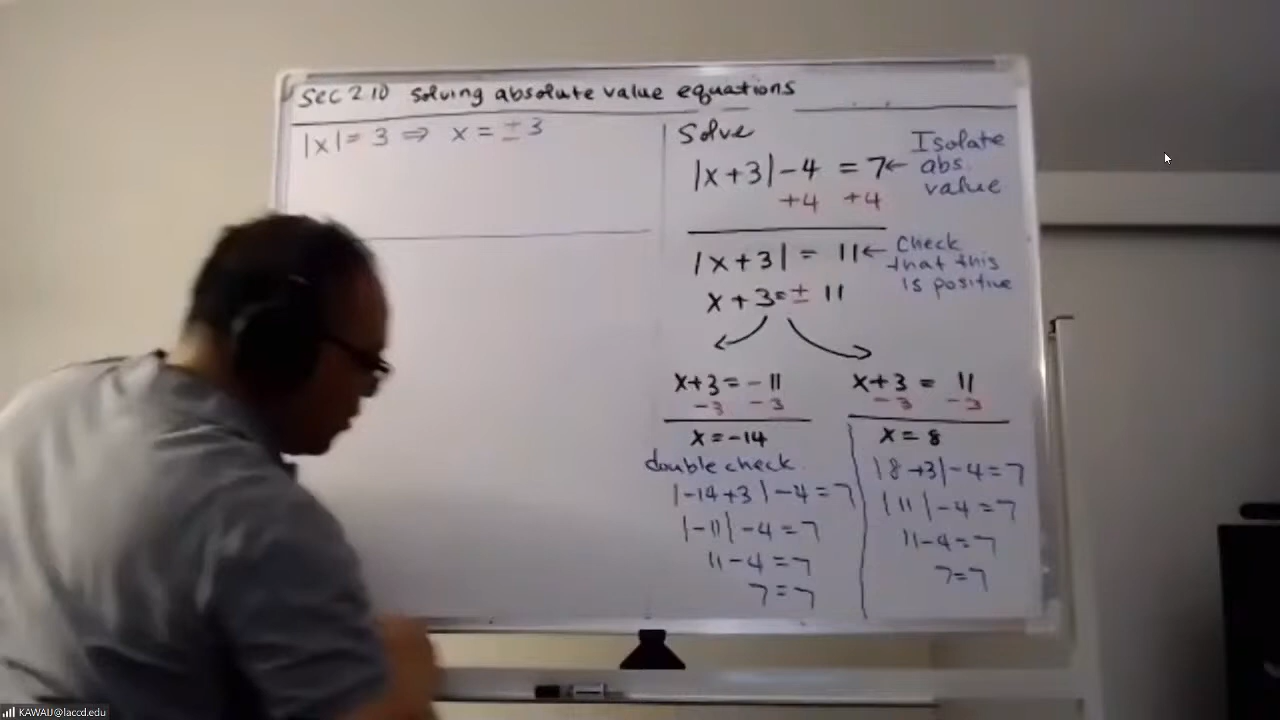 Sec 2.10 solving absolute value equations
|x| = 3 ⇒ x = ± 3
Solve
|x+3| - 4 = 7 ← Isolate abs. value
+4 +4
|x+3| = 11 ← Check that this is positive
x + 3 = ± 11
x+3 = -11
-3 -3
x = -14
double check
|-14+3| - 4 = 7
|-11| - 4 = 7
11 - 4 = 7
7 = 7
x+3 = 11
-3 -3
x = 8
|8+3| - 4 = 7
|11| - 4 = 7
11-4 = 7
7=7
KAWAIJ@laccd.edu